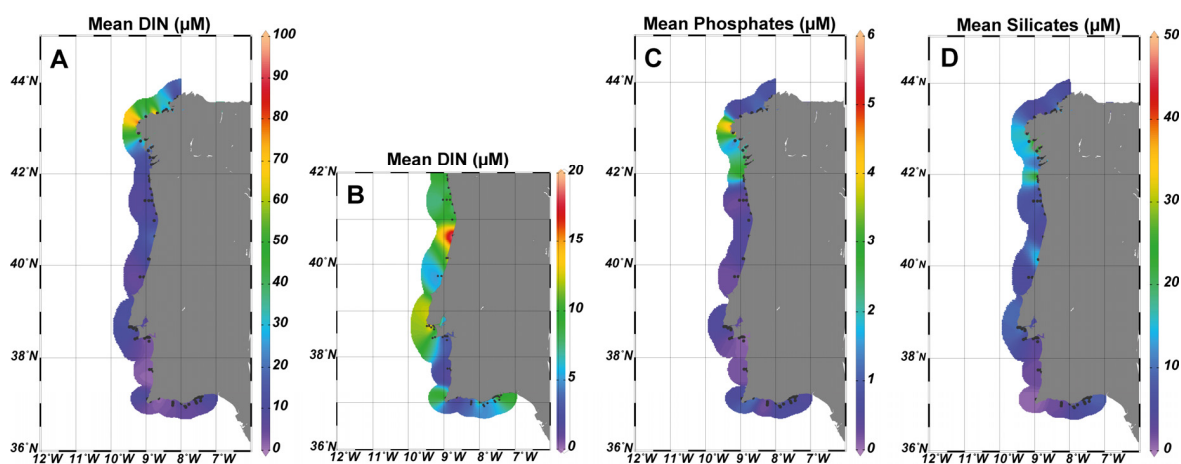 Mean DIN (µM)
A
100
90
80
70
60
50
40
30
20
10
0
44˚N
42˚N
40˚N
38˚N
36˚N
12˚W 11˚W 10˚W 9˚W 8˚W 7˚W
Mean DIN (µM)
B
20
15
10
5
0
42˚N
40˚N
38˚N
36˚N
12˚W 11˚W 10˚W 9˚W 8˚W 7˚W
Mean Phosphates (µM)
C
6
5
4
3
2
1
0
44˚N
42˚N
40˚N
38˚N
36˚N
12˚W 11˚W 10˚W 9˚W 8˚W 7˚W
Mean Silicates (µM)
D
50
40
30
20
10
0
44˚N
42˚N
40˚N
38˚N
36˚N
12˚W 11˚W 10˚W 9˚W 8˚W 7˚W